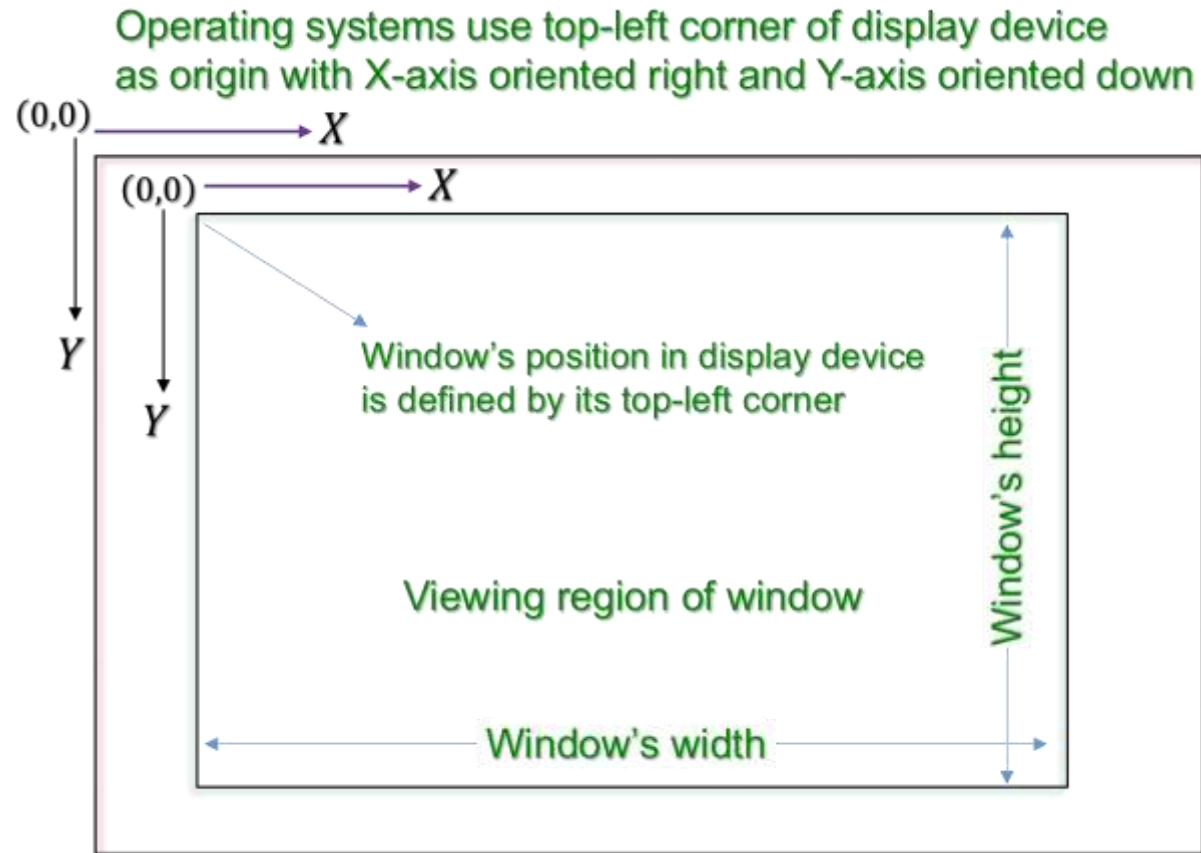 Operating systems use top-left corner of display device
as origin with X-axis oriented right and Y-axis oriented down
(0,0)
X
(0,0)
X
Y
Y
Window's position in display device
is defined by its top-left corner
Window's height
Viewing region of window
Window's width